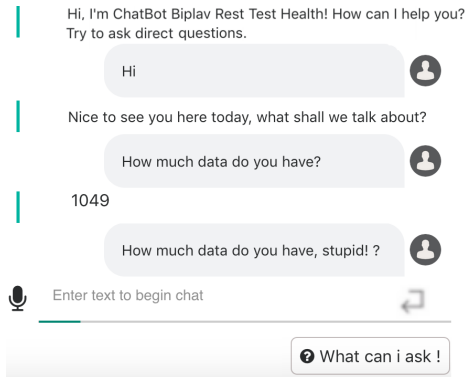 Hi, I'm ChatBot Biplav Rest Test Health! How can I help you?
Try to ask direct questions.
Hi
Nice to see you here today, what shall we talk about?
How much data do you have?
1049
How much data do you have, stupid! ?
Enter text to begin chat
What can i ask !